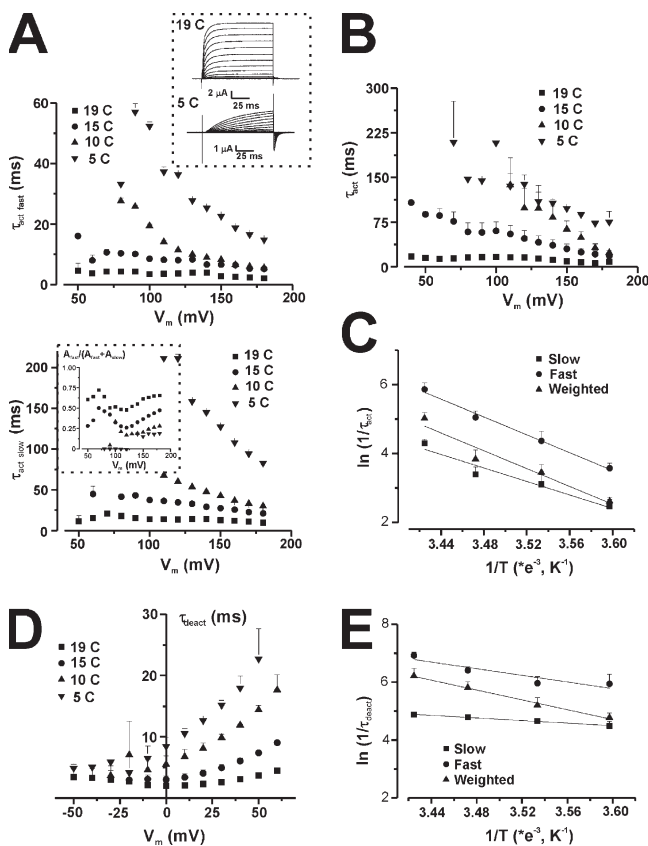 A
19 C
2 μA
25 ms
5 C
1 μA
25 ms
60
40
20
0
τact fast (ms)
19 C
15 C
10 C
5 C
50
100
150
200
Vm (mV)
B
300
225
150
75
0
τact (ms)
19 C
15 C
10 C
5 C
50
100
150
200
Vm (mV)
200
150
100
50
0
τact slow (ms)
Afast/(Afast+Aslow)
1
0.75
0.50
0.25
0
50
100
150
200
Vm (mV)
19 C
15 C
10 C
5 C
50
100
150
200
Vm (mV)
C
6
4
2
ln (1/τact)
Slow
Fast
Weighted
3.44
3.48
3.52
3.56
3.60
1/T (*e-3, K-1)
D
τdeact (ms)
30
20
10
0
19 C
15 C
10 C
5 C
-50
-25
0
25
50
Vm (mV)
E
8
6
4
2
ln (1/τdeact)
Slow
Fast
Weighted
3.44
3.48
3.52
3.56
3.60
1/T (*e-3, K-1)